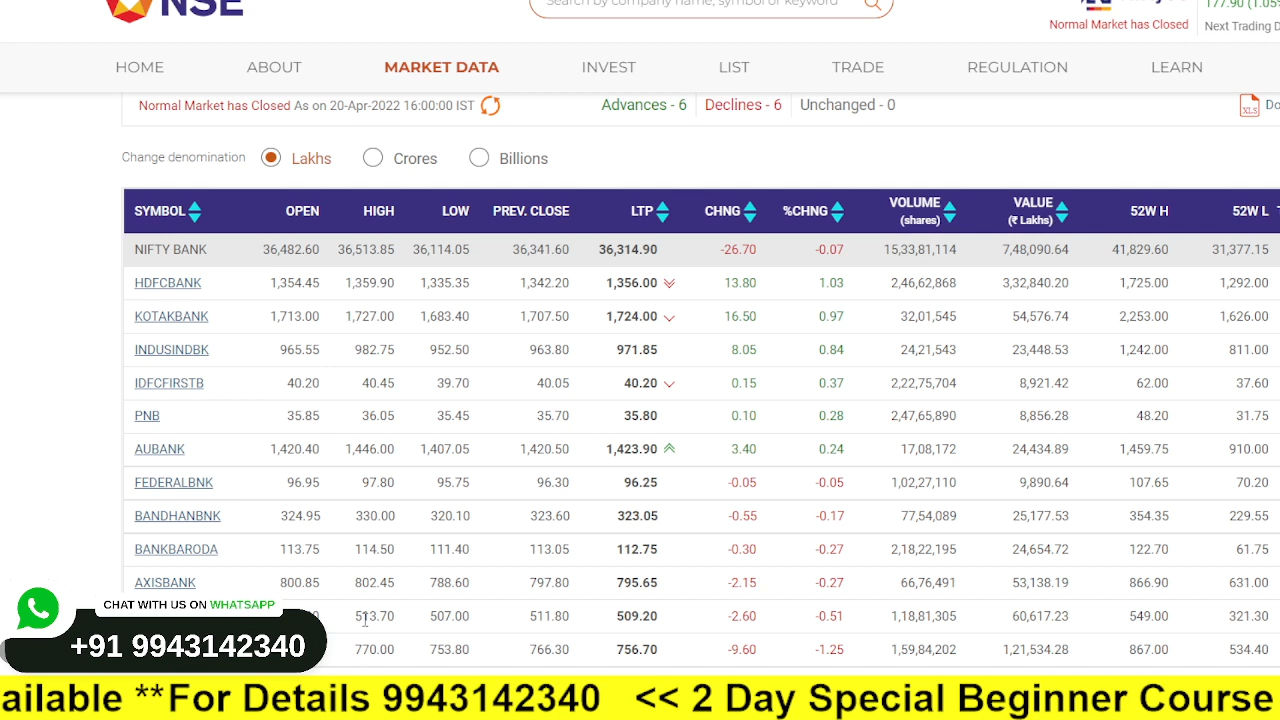 NSE
Search by company name, symbol or keyword
Normal Market has Closed
177.90 (1.05%
Next Trading D
HOME ABOUT MARKET DATA INVEST LIST TRADE REGULATION LEARN
Normal Market has Closed As on 20-Apr-2022 16:00:00 IST Advances - 6 Declines - 6 Unchanged - 0 XLS Do
Change denomination Lakhs Crores Billions
SYMBOL OPEN HIGH LOW PREV. CLOSE LTP CHNG %CHNG VOLUME (shares) VALUE (₹ Lakhs) 52W H 52W L
NIFTY BANK 36,482.60 36,513.85 36,114.05 36,341.60 36,314.90 -26.70 -0.07 15,33,81,114 7,48,090.64 41,829.60 31,377.15
HDFCBANK 1,354.45 1,359.90 1,335.35 1,342.20 1,356.00 13.80 1.03 2,46,62,868 3,32,840.20 1,725.00 1,292.00
KOTAKBANK 1,713.00 1,727.00 1,683.40 1,707.50 1,724.00 16.50 0.97 32,01,545 54,576.74 2,253.00 1,626.00
INDUSINDBK 965.55 982.75 952.50 963.80 971.85 8.05 0.84 24,21,543 23,448.53 1,242.00 811.00
IDFCFIRSTB 40.20 40.45 39.70 40.05 40.20 0.15 0.37 2,22,75,704 8,921.42 62.00 37.60
PNB 35.85 36.05 35.45 35.70 35.80 0.10 0.28 2,47,65,890 8,856.28 48.20 31.75
AUBANK 1,420.40 1,446.00 1,407.05 1,420.50 1,423.90 3.40 0.24 17,08,172 24,434.89 1,459.75 910.00
FEDERALBNK 96.95 97.80 95.75 96.30 96.25 -0.05 -0.05 1,02,27,110 9,890.64 107.65 70.20
BANDHANBNK 324.95 330.00 320.10 323.60 323.05 -0.55 -0.17 77,54,089 25,177.53 354.35 229.55
BANKBARODA 113.75 114.50 111.40 113.05 112.75 -0.30 -0.27 2,18,22,195 24,654.72 122.70 61.75
AXISBANK 800.85 802.45 788.60 797.80 795.65 -2.15 -0.27 66,76,491 53,138.19 866.90 631.00
513.70 507.00 511.80 509.20 -2.60 -0.51 1,18,81,305 60,617.23 549.00 321.30
770.00 753.80 766.30 756.70 -9.60 -1.25 1,59,84,202 1,21,534.28 867.00 534.40
CHAT WITH US ON WHATSAPP
+91 9943142340
ailable **For Details 9943142340 << 2 Day Special Beginner Course